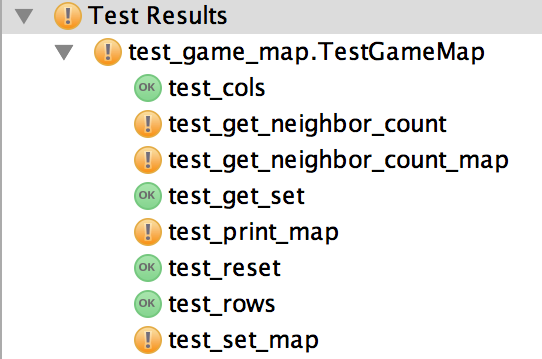 Test Results
test_game_map.TestGameMap
OK test_cols
! test_get_neighbor_count
! test_get_neighbor_count_map
OK test_get_set
! test_print_map
OK test_reset
OK test_rows
! test_set_map